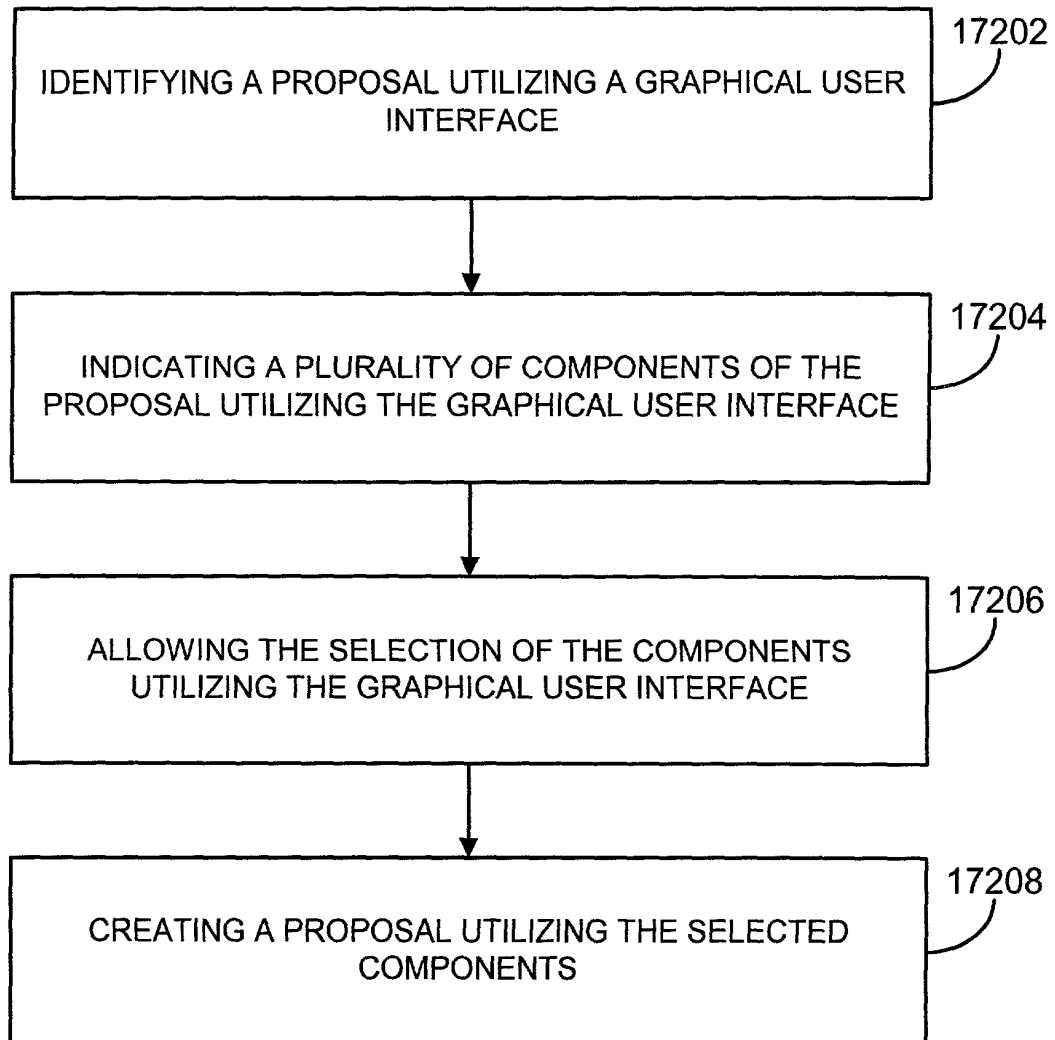 17202
IDENTIFYING A PROPOSAL UTILIZING A GRAPHICAL USER
INTERFACE
17204
INDICATING A PLURALITY OF COMPONENTS OF THE
PROPOSAL UTILIZING THE GRAPHICAL USER INTERFACE
17206
ALLOWING THE SELECTION OF THE COMPONENTS
UTILIZING THE GRAPHICAL USER INTERFACE
17208
CREATING A PROPOSAL UTILIZING THE SELECTED
COMPONENTS